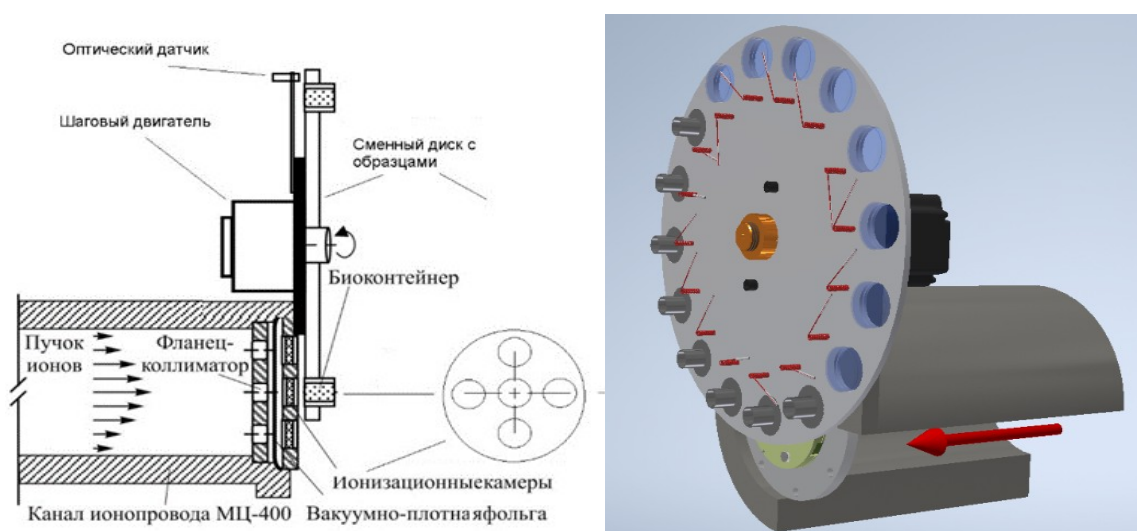 Оптический датчик
Шаговый двигатель
Сменный диск с
образцами
Биоконтейнер
Пучок
ионов
Фланец-
коллиматор
Ионизационныекамеры
Канал ионопровода МЦ-400
Вакуумно-плотнаяфольга